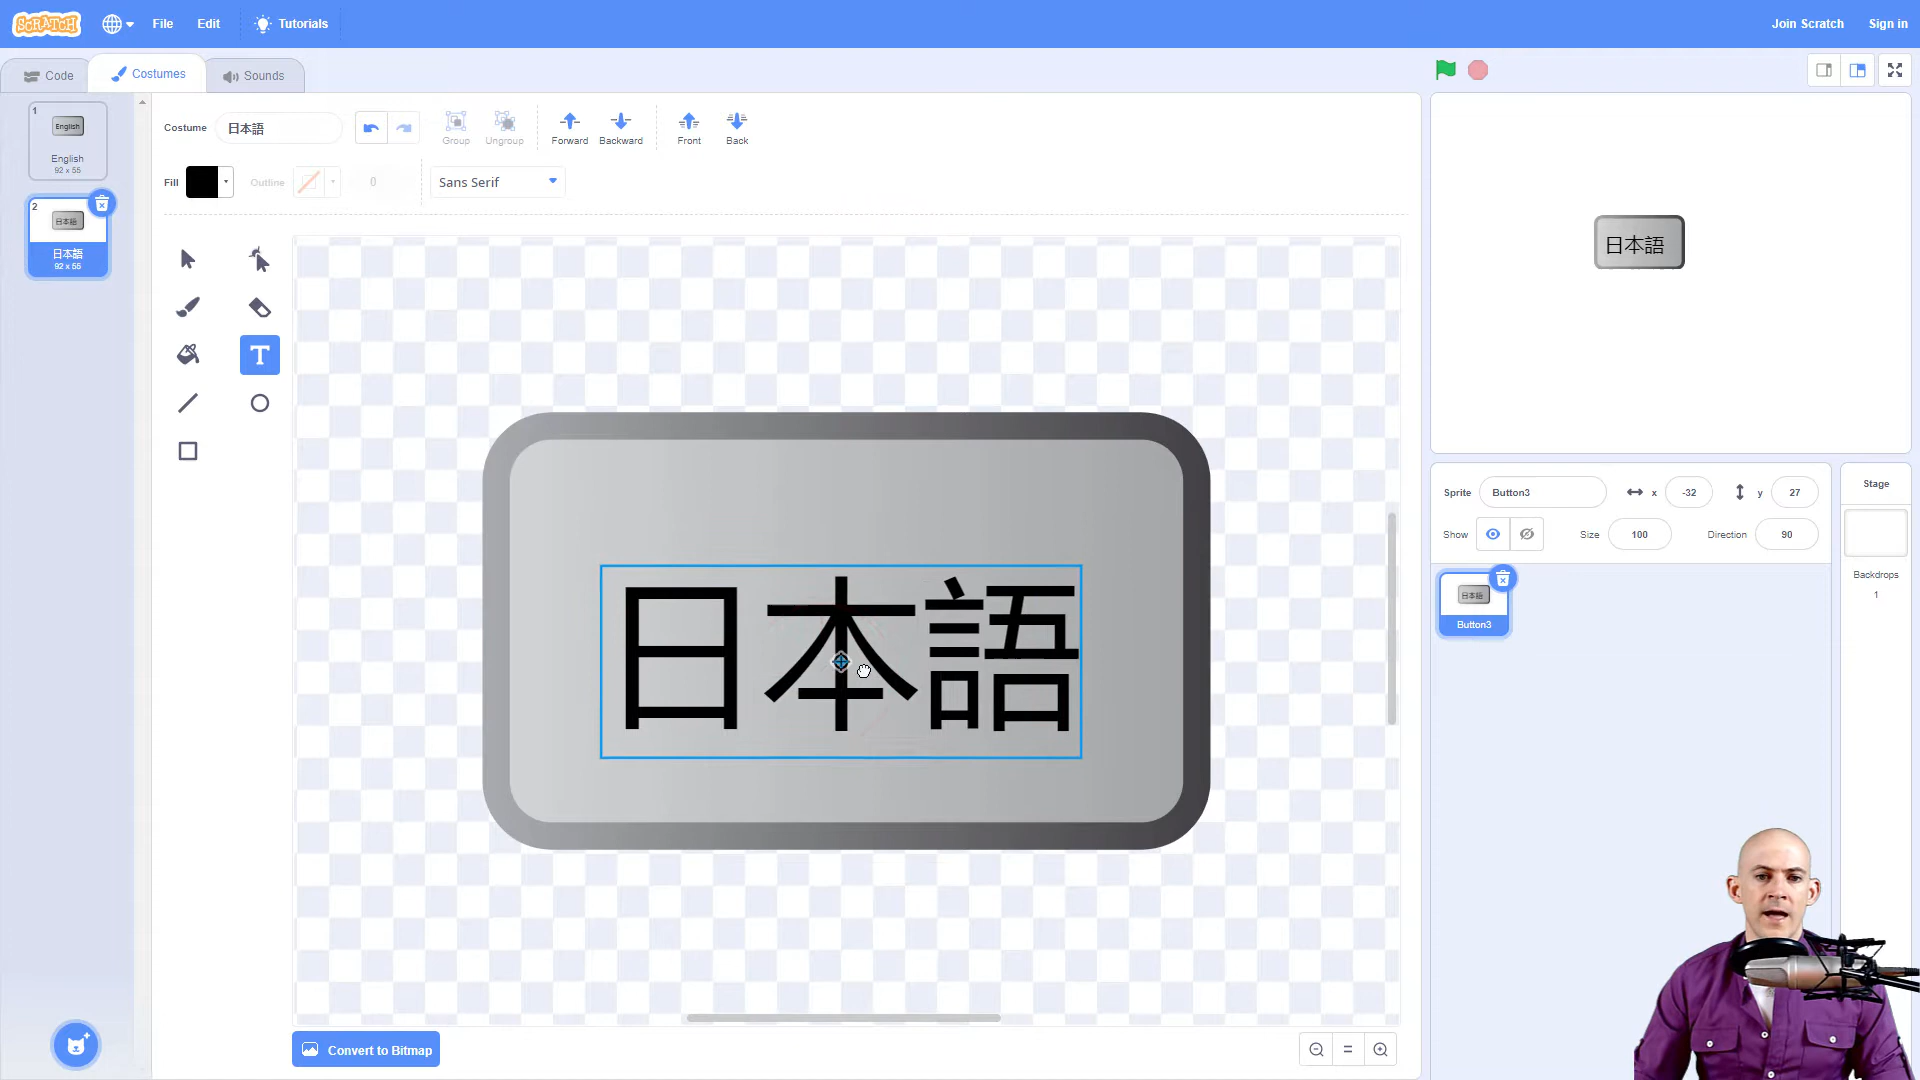 SCRATCH File Edit Tutorials Join Scratch Sign in
Code Costumes Sounds
1
English
English
92 x 55
2
日本語
日本語
92 x 55
Costume 日本語 Group Ungroup Forward Backward Front Back
Fill Outline 0 Sans Serif
T
日本語
Convert to Bitmap
日本語
Sprite Button3 x -32 y 27
Show Size 100 Direction 90
日本語
Button3
Stage
Backdrops
1